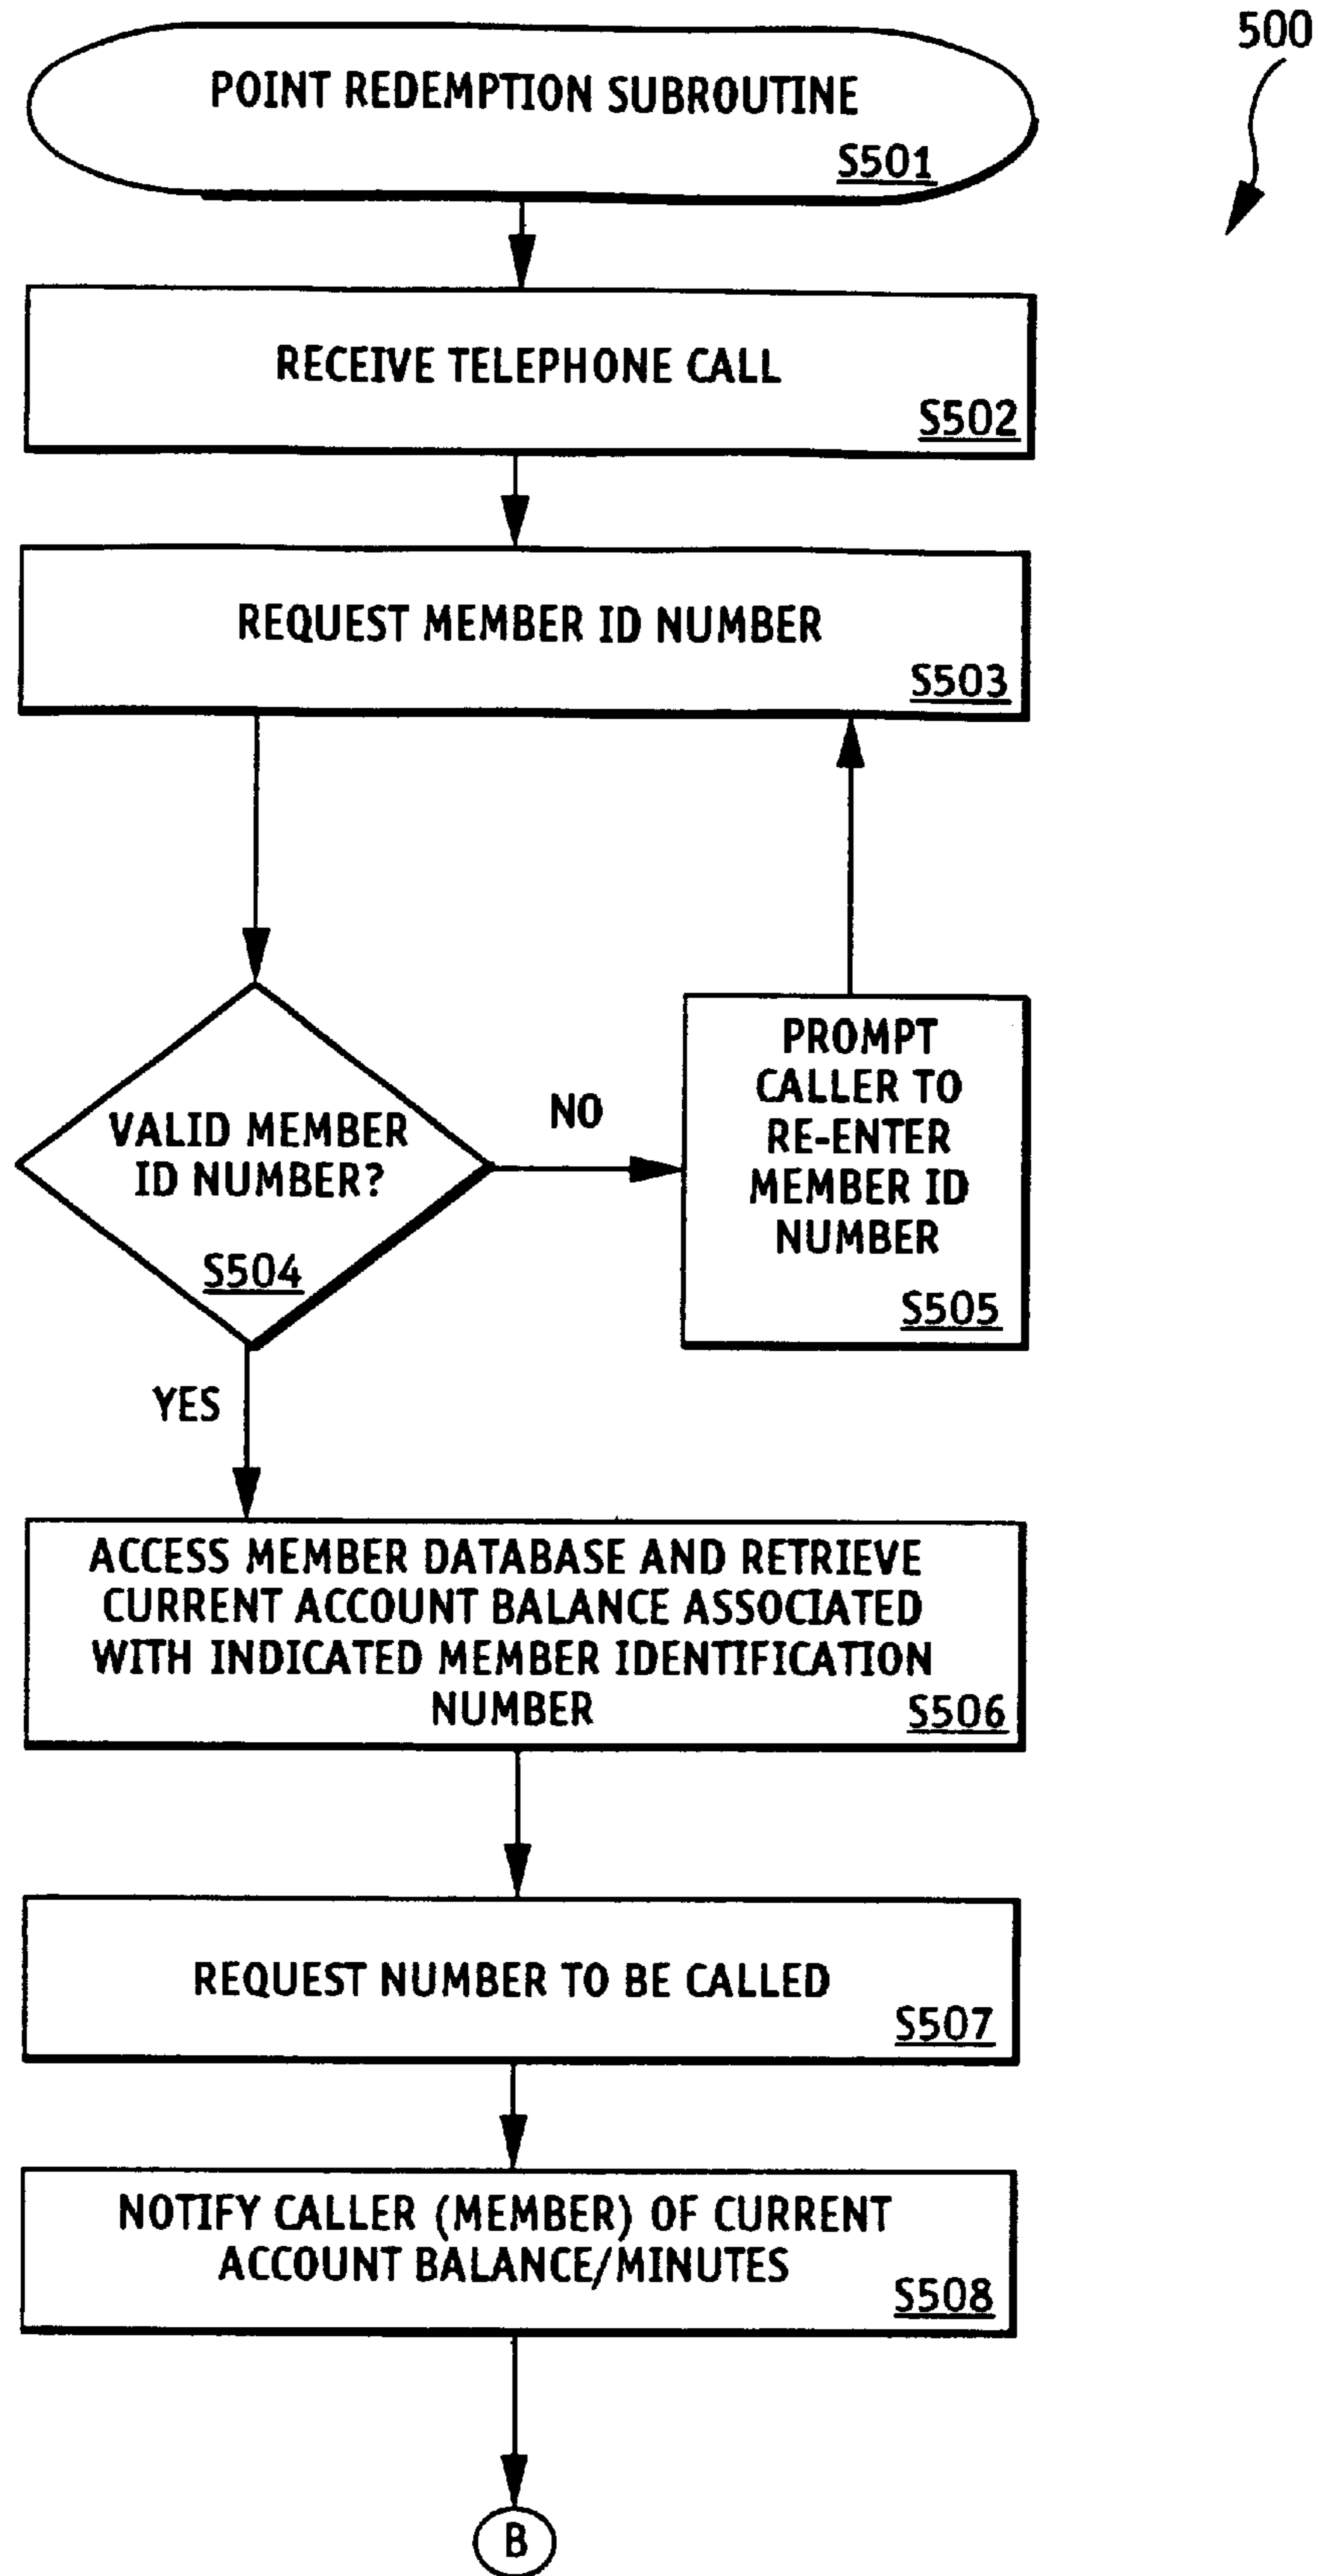 500
POINT REDEMPTION SUBROUTINE
S501
RECEIVE TELEPHONE CALL
S502
REQUEST MEMBER ID NUMBER
S503
VALID MEMBER
ID NUMBER?
S504
NO
PROMPT
CALLER TO
RE-ENTER
MEMBER ID
NUMBER
S505
YES
ACCESS MEMBER DATABASE AND RETRIEVE
CURRENT ACCOUNT BALANCE ASSOCIATED
WITH INDICATED MEMBER IDENTIFICATION
NUMBER
S506
REQUEST NUMBER TO BE CALLED
S507
NOTIFY CALLER (MEMBER) OF CURRENT
ACCOUNT BALANCE/MINUTES
S508
B